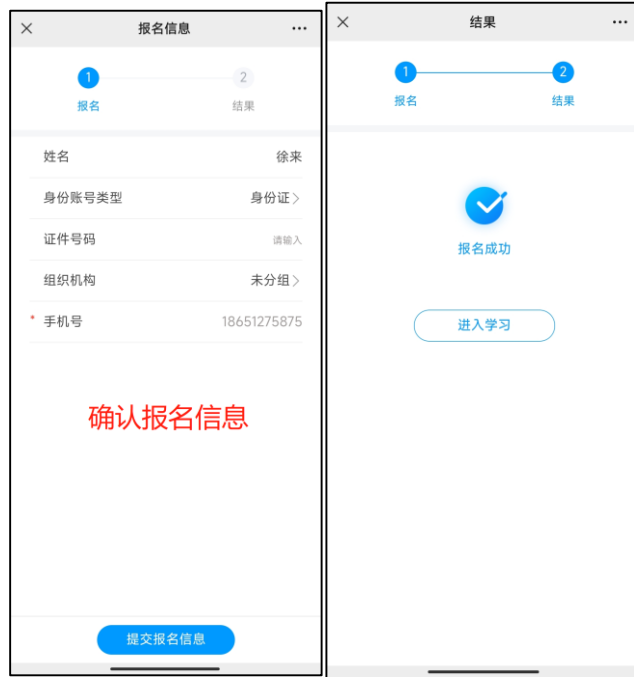 报名信息
1
2
报名
结果
姓名 徐来
身份账号类型 身份证
证件号码 请输入
组织机构 未分组
* 手机号 18651275875
确认报名信息
提交报名信息
结果
1
2
报名
结果
报名成功
进入学习